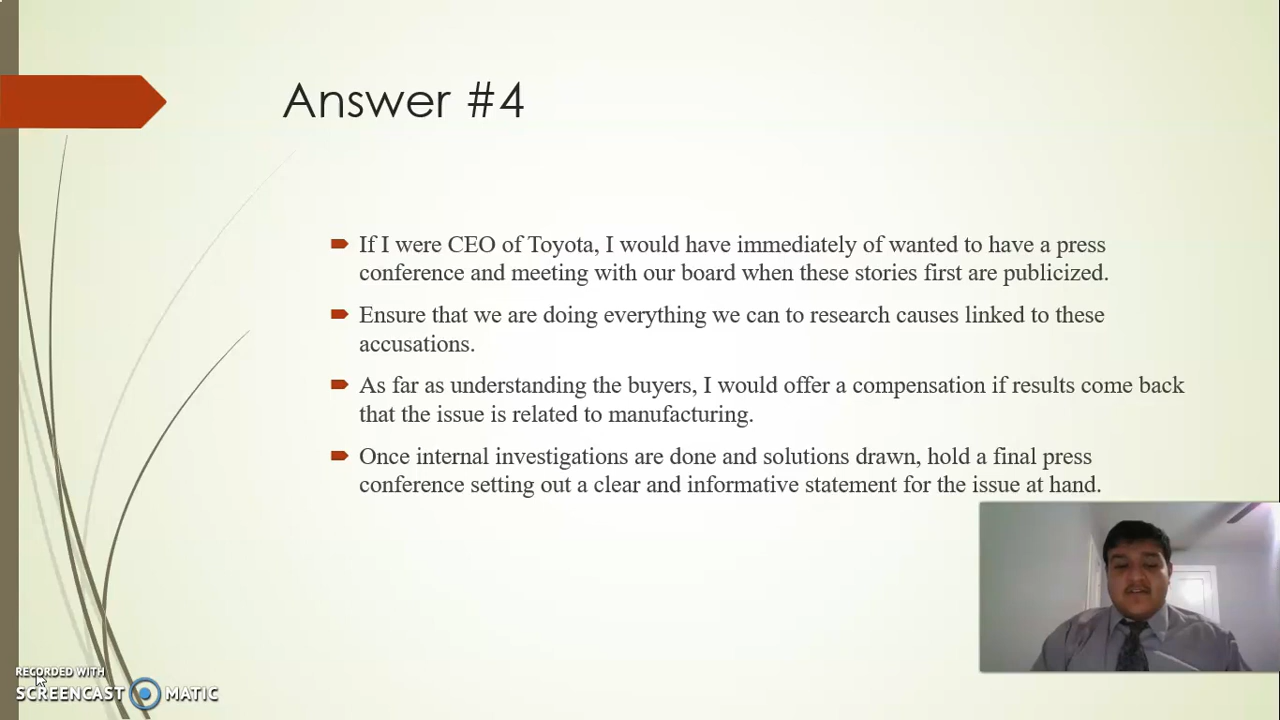 Answer #4
If I were CEO of Toyota, I would have immediately of wanted to have a press
conference and meeting with our board when these stories first are publicized.
Ensure that we are doing everything we can to research causes linked to these
accusations.
As far as understanding the buyers, I would offer a compensation if results come back
that the issue is related to manufacturing.
Once internal investigations are done and solutions drawn, hold a final press
conference setting out a clear and informative statement for the issue at hand.
RECORDED WITH
SCREENCAST MATIC